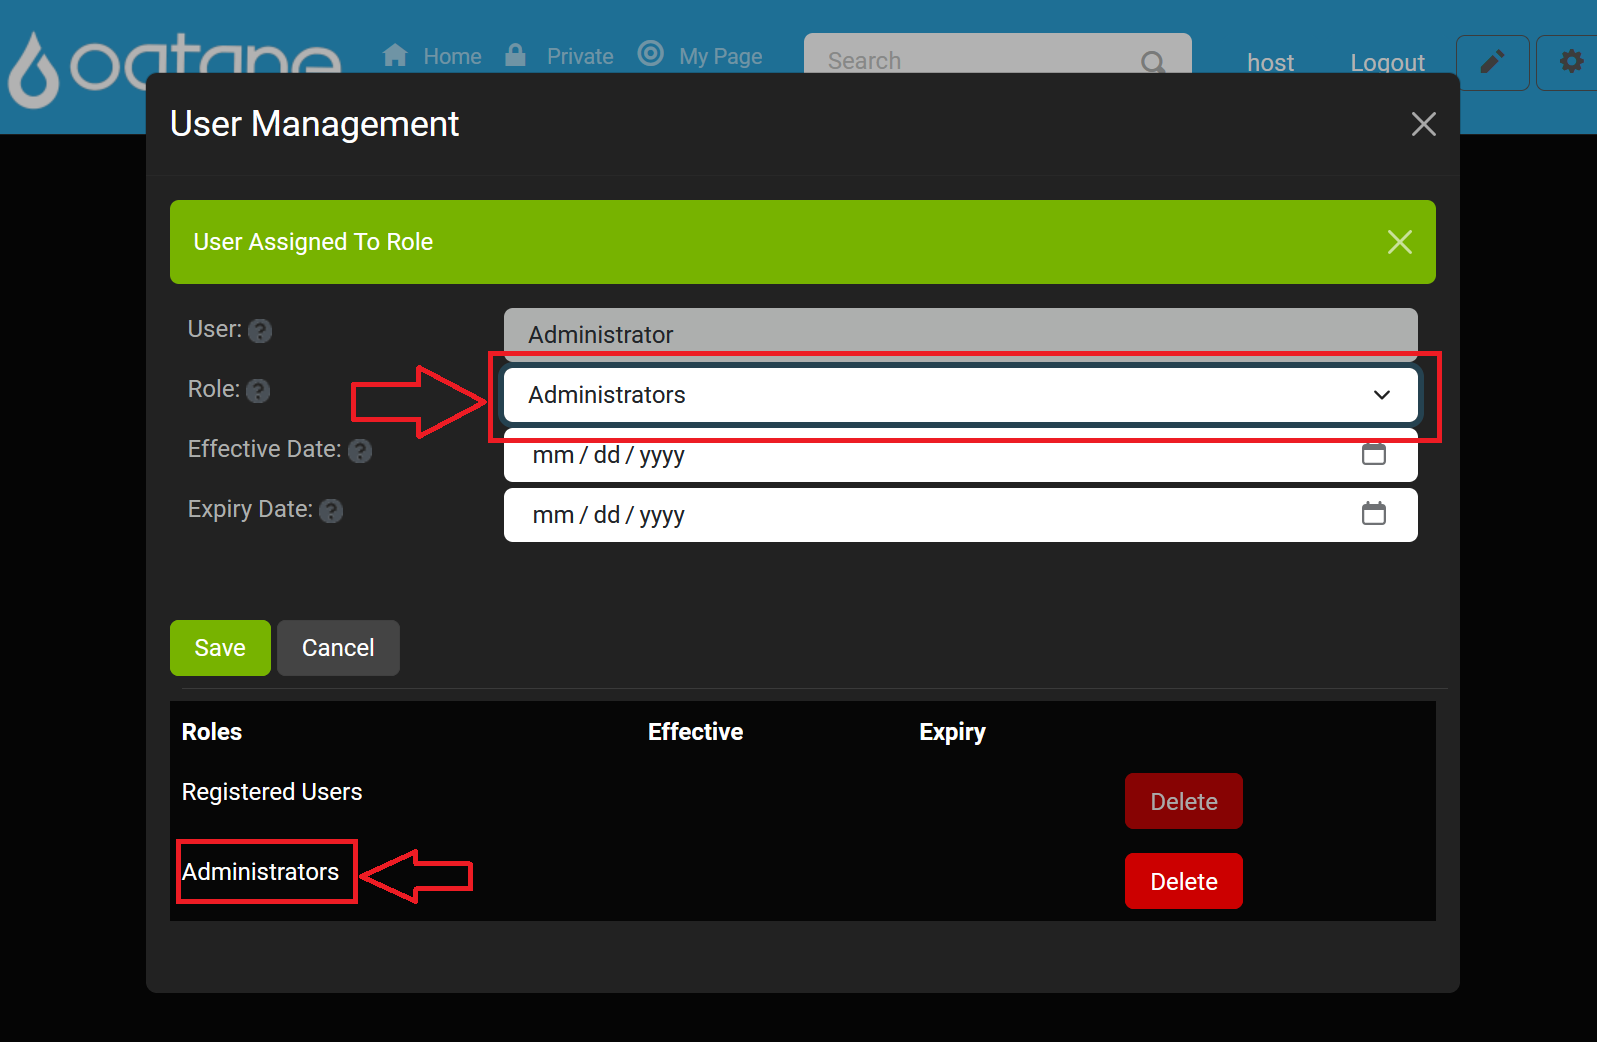 oqtane
Home Private My Page Search host Logout
User Management
User Assigned To Role
User: ? Administrator
Role: ? Administrators
Effective Date: ? mm / dd / yyyy
Expiry Date: ? mm / dd / yyyy
Save Cancel
Roles Effective Expiry
Registered Users Delete
Administrators Delete